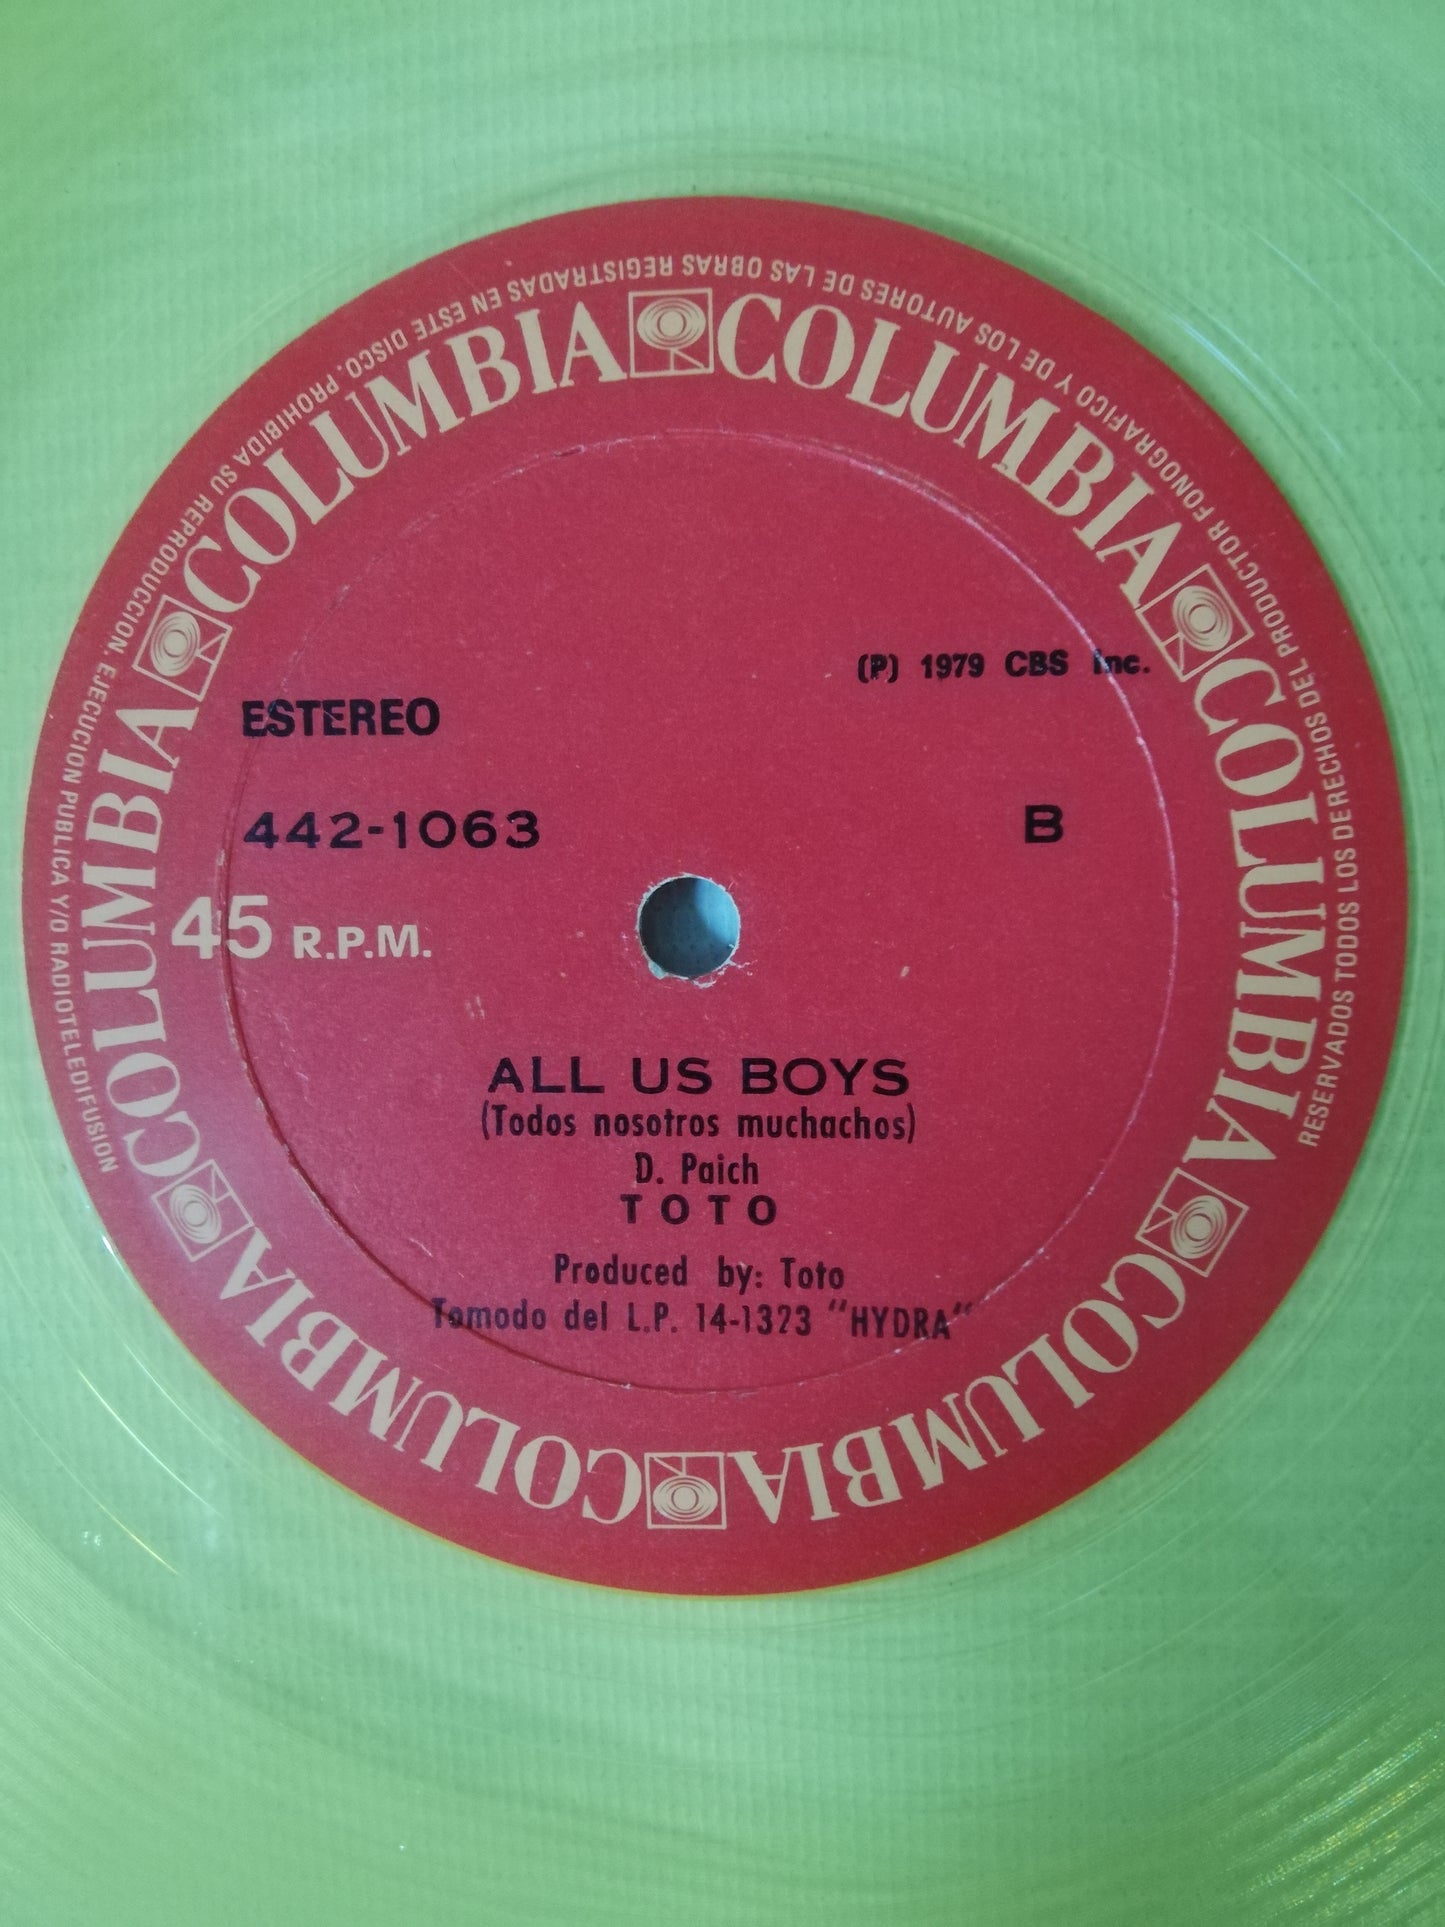 RESERVADOS TODOS LOS DERECHOS DEL PRODUCTOR FONOGRAFICO Y DE LOS AUTORES DE LAS OBRAS REGISTRADAS EN ESTE DISCO. PROHIBIDA SU REPRODUCCION. EJECUCION PUBLICA Y/O RADIOTELEDIFUSION
COLUMBIA COLUMBIA COLUMBIA COLUMBIA COLUMBIA COLUMBIA
(P) 1979 CBS Inc.
ESTEREO
442-1063 B
45 R.P.M.
ALL US BOYS
(Todos nosotros muchachos)
D. Paich
TOTO
Produced by: Toto
Tomodo del L.P. 14-1323 "HYDRA"